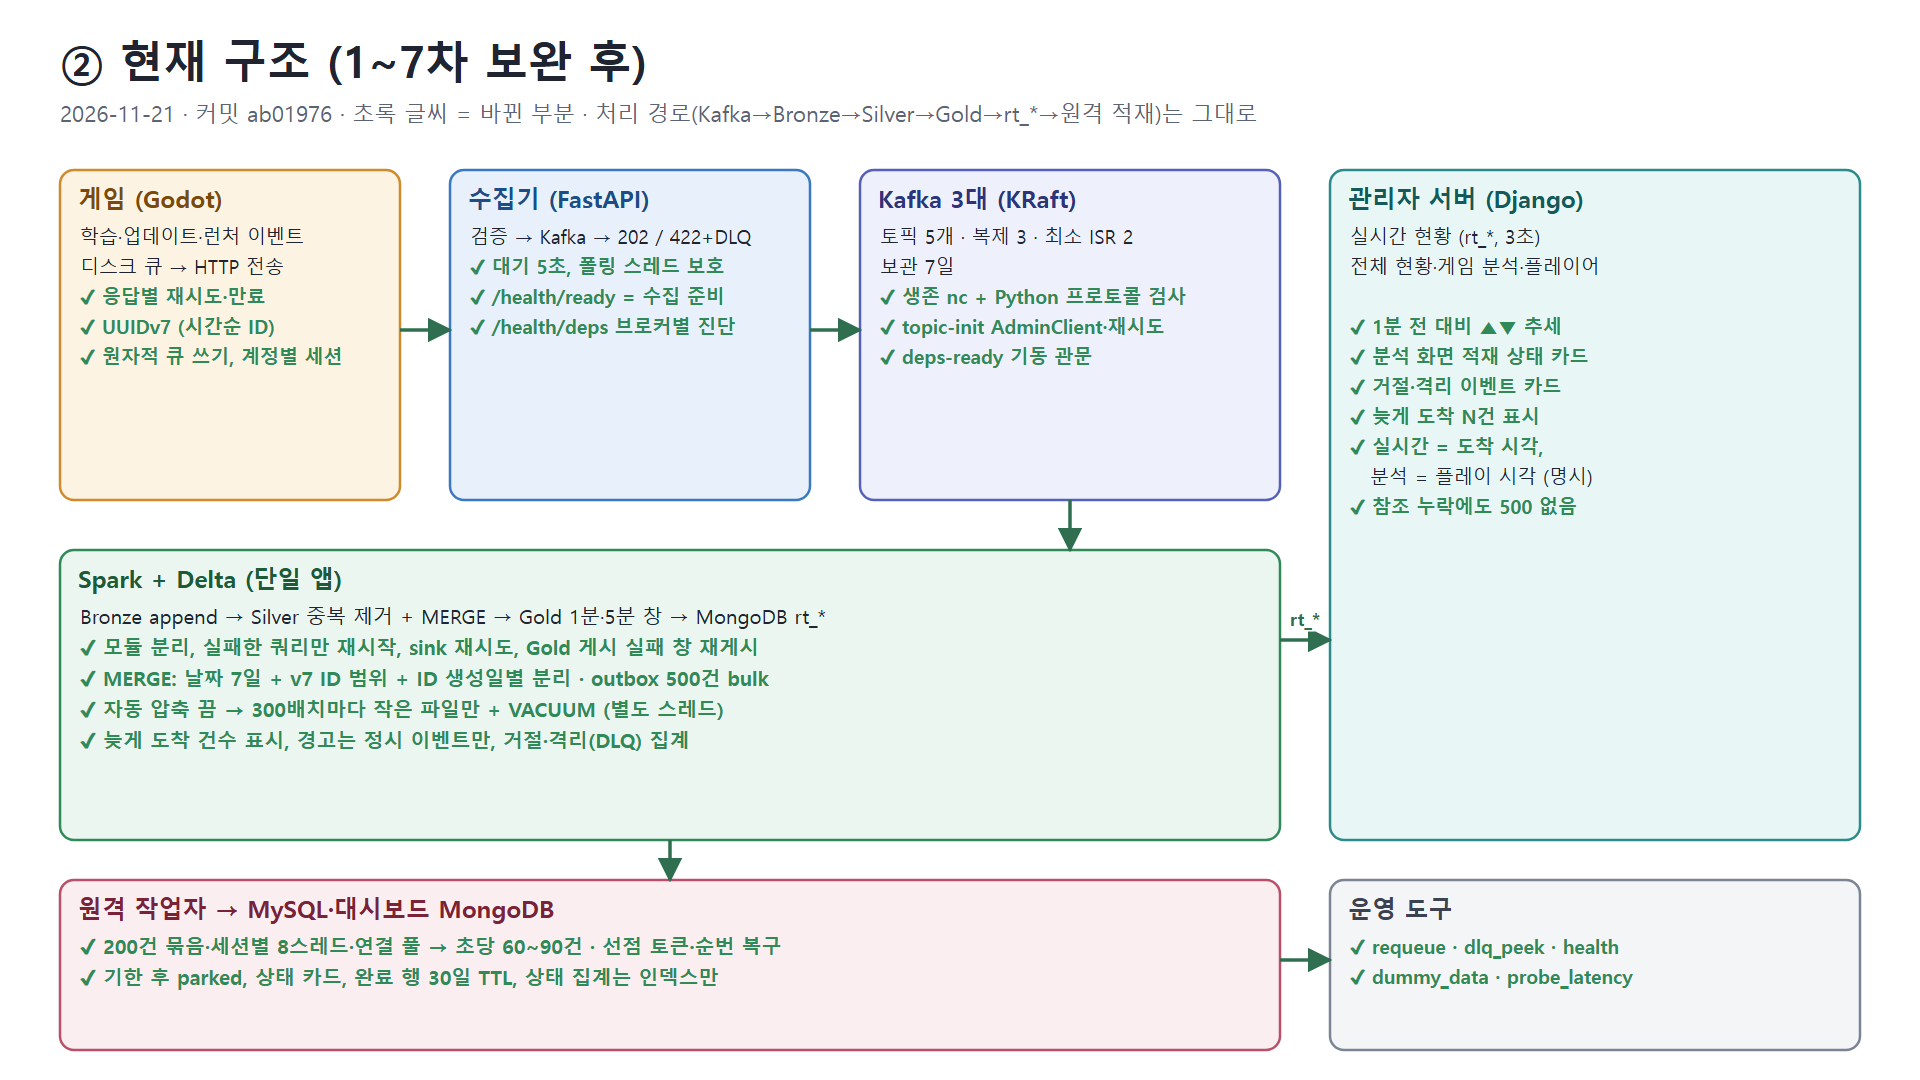 ② 현재 구조 (1~7차 보완 후)
2026-11-21 · 커밋 ab01976 · 초록 글씨 = 바뀐 부분 · 처리 경로(Kafka→Bronze→Silver→Gold→rt_*→원격 적재)는 그대로
게임 (Godot)
학습·업데이트·런처 이벤트
디스크 큐 → HTTP 전송
✔ 응답별 재시도·만료
✔ UUIDv7 (시간순 ID)
✔ 원자적 큐 쓰기, 계정별 세션
수집기 (FastAPI)
검증 → Kafka → 202 / 422+DLQ
✔ 대기 5초, 폴링 스레드 보호
✔ /health/ready = 수집 준비
✔ /health/deps 브로커별 진단
Kafka 3대 (KRaft)
토픽 5개 · 복제 3 · 최소 ISR 2
보관 7일
✔ 생존 nc + Python 프로토콜 검사
✔ topic-init AdminClient·재시도
✔ deps-ready 기동 관문
관리자 서버 (Django)
실시간 현황 (rt_*, 3초)
전체 현황·게임 분석·플레이어
✔ 1분 전 대비 ▲▼ 추세
✔ 분석 화면 적재 상태 카드
✔ 거절·격리 이벤트 카드
✔ 늦게 도착 N건 표시
✔ 실시간 = 도착 시각,
분석 = 플레이 시각 (명시)
✔ 참조 누락에도 500 없음
Spark + Delta (단일 앱)
Bronze append → Silver 중복 제거 + MERGE → Gold 1분·5분 창 → MongoDB rt_*
✔ 모듈 분리, 실패한 쿼리만 재시작, sink 재시도, Gold 게시 실패 창 재게시
✔ MERGE: 날짜 7일 + v7 ID 범위 + ID 생성일별 분리 · outbox 500건 bulk
✔ 자동 압축 끔 → 300배치마다 작은 파일만 + VACUUM (별도 스레드)
✔ 늦게 도착 건수 표시, 경고는 정시 이벤트만, 거절·격리(DLQ) 집계
rt_*
원격 작업자 → MySQL·대시보드 MongoDB
✔ 200건 묶음·세션별 8스레드·연결 풀 → 초당 60~90건 · 선점 토큰·순번 복구
✔ 기한 후 parked, 상태 카드, 완료 행 30일 TTL, 상태 집계는 인덱스만
운영 도구
✔ requeue · dlq_peek · health
✔ dummy_data · probe_latency